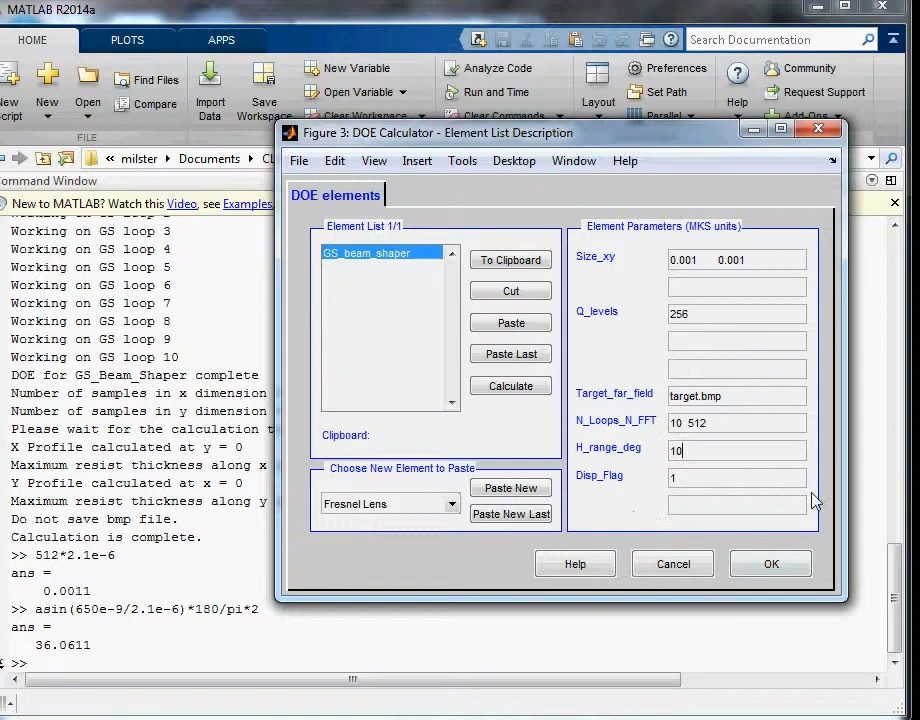 MATLAB R2014a
HOME
PLOTS
APPS
Search Documentation
New Script
New
Open
Find Files
Compare
Import Data
Save Workspace
New Variable
Open Variable
Clear Workspace
Analyze Code
Run and Time
Clear Commands
Layout
Preferences
Set Path
Parallel
Help
Community
Request Support
Add-Ons
FILE
« milster ▸ Documents ▸
ommand Window
New to MATLAB? Watch this Video, see Examples,
Working on GS loop 3
Working on GS loop 4
Working on GS loop 5
Working on GS loop 6
Working on GS loop 7
Working on GS loop 8
Working on GS loop 9
Working on GS loop 10
DOE for GS_Beam_Shaper complete
Number of samples in x dimension
Number of samples in y dimension
Please wait for the calculation t
X Profile calculated at y = 0
Maximum resist thickness along x
Y Profile calculated at x = 0
Maximum resist thickness along y
Do not save bmp file.
Calculation is complete.
>> 512*2.1e-6
ans =
0.0011
>> asin(650e-9/2.1e-6)*180/pi*2
ans =
36.0611
>>
Figure 3: DOE Calculator - Element List Description
File Edit View Insert Tools Desktop Window Help
DOE elements
Element List 1/1
GS_beam_shaper
To Clipboard
Cut
Paste
Paste Last
Calculate
Clipboard:
Choose New Element to Paste
Fresnel Lens
Paste New
Paste New Last
Element Parameters (MKS units)
Size_xy 0.001 0.001
Q_levels 256
Target_far_field target.bmp
N_Loops_N_FFT 10 512
H_range_deg 10
Disp_Flag 1
Help Cancel OK